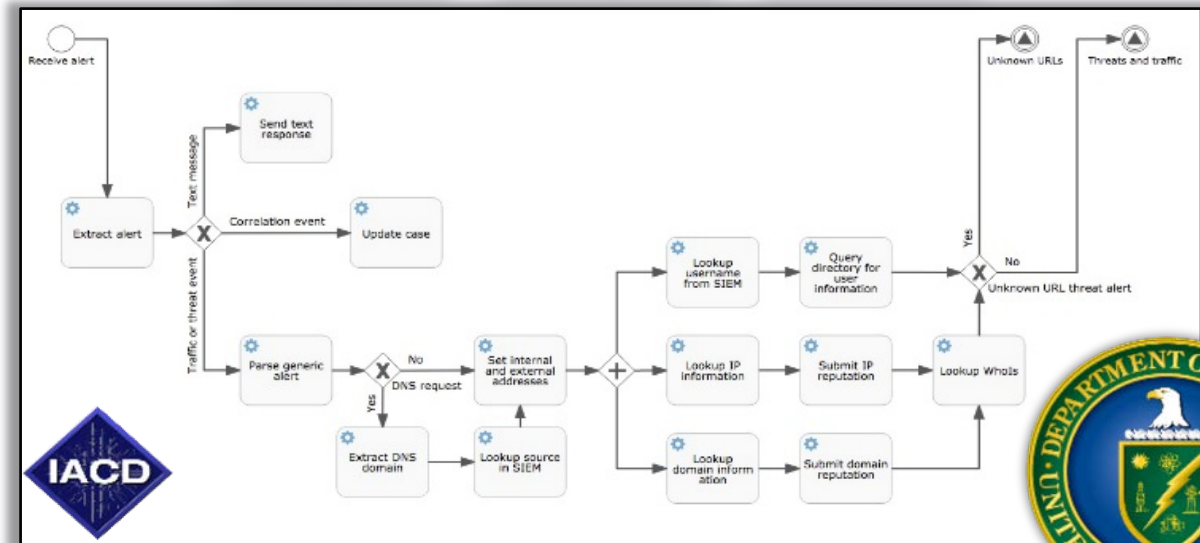 Receive alert
Unknown URLs
Threats and traffic
Send text
response
Text message
Extract alert
X
Correlation event
Update case
Traffic or threat event
Lookup
username
from SIEM
Query
directory for
user
information
Yes
X
No
Unknown URL threat alert
Parse generic
alert
X
No
DNS request
Yes
Set internal
and external
addresses
Lookup IP
information
Submit IP
reputation
Lookup WhoIs
Extract DNS
domain
Lookup source
in SIEM
Lookup
domain inform
ation
Submit domain
reputation
IACD
DEPARTMENT